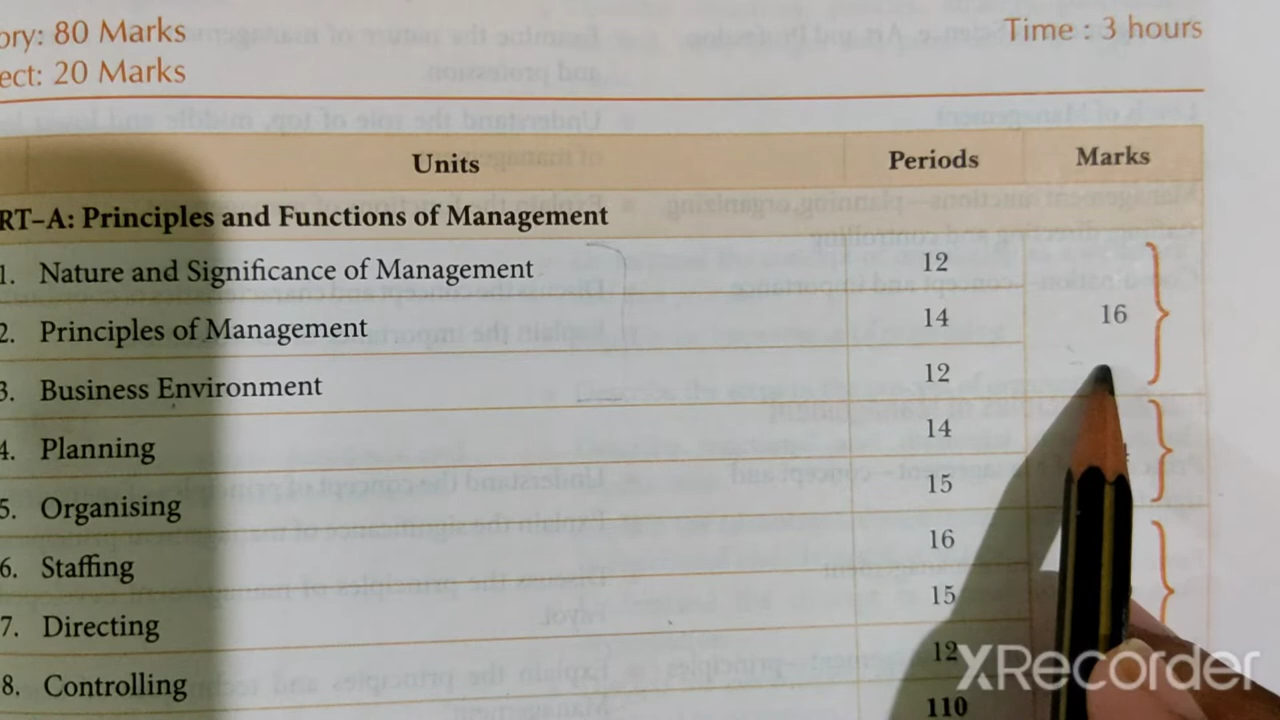 ory: 80 Marks
Time : 3 hours
ect: 20 Marks
Units Periods Marks
RT–A: Principles and Functions of Management
1. Nature and Significance of Management 12
2. Principles of Management 14 16
3. Business Environment 12
4. Planning 14
5. Organising 15
6. Staffing 16
7. Directing 15
8. Controlling 12
110
XRecorder